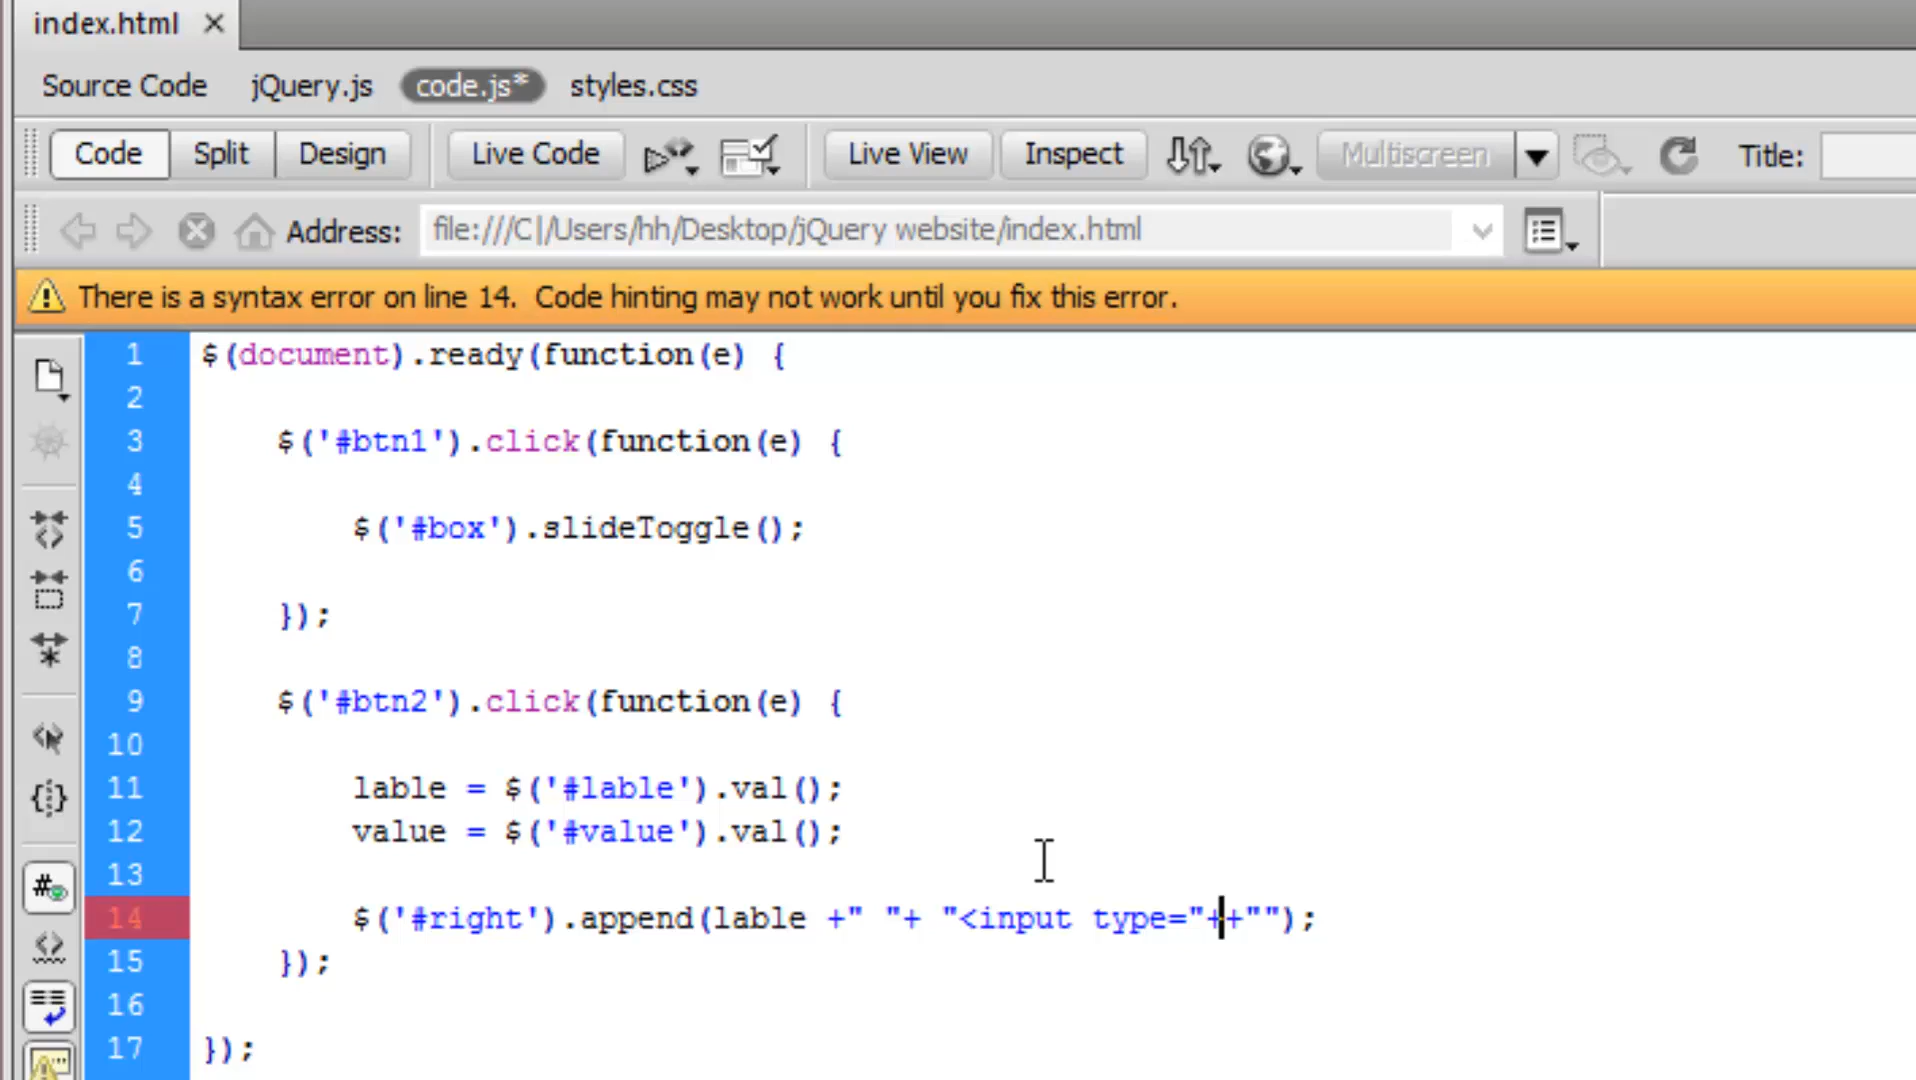 index.html ×
Source Code jQuery.js code.js* styles.css
Code Split Design Live Code Live View Inspect Multiscreen Title:
Address: file:///C|/Users/hh/Desktop/jQuery website/index.html
There is a syntax error on line 14. Code hinting may not work until you fix this error.
1 $(document).ready(function(e) {
2
3 $('#btn1').click(function(e) {
4
5 $('#box').slideToggle();
6
7 });
8
9 $('#btn2').click(function(e) {
10
11 lable = $('#lable').val();
12 value = $('#value').val();
13
14 $('#right').append(lable +" "+ "<input type="++"");
15 });
16
17 });